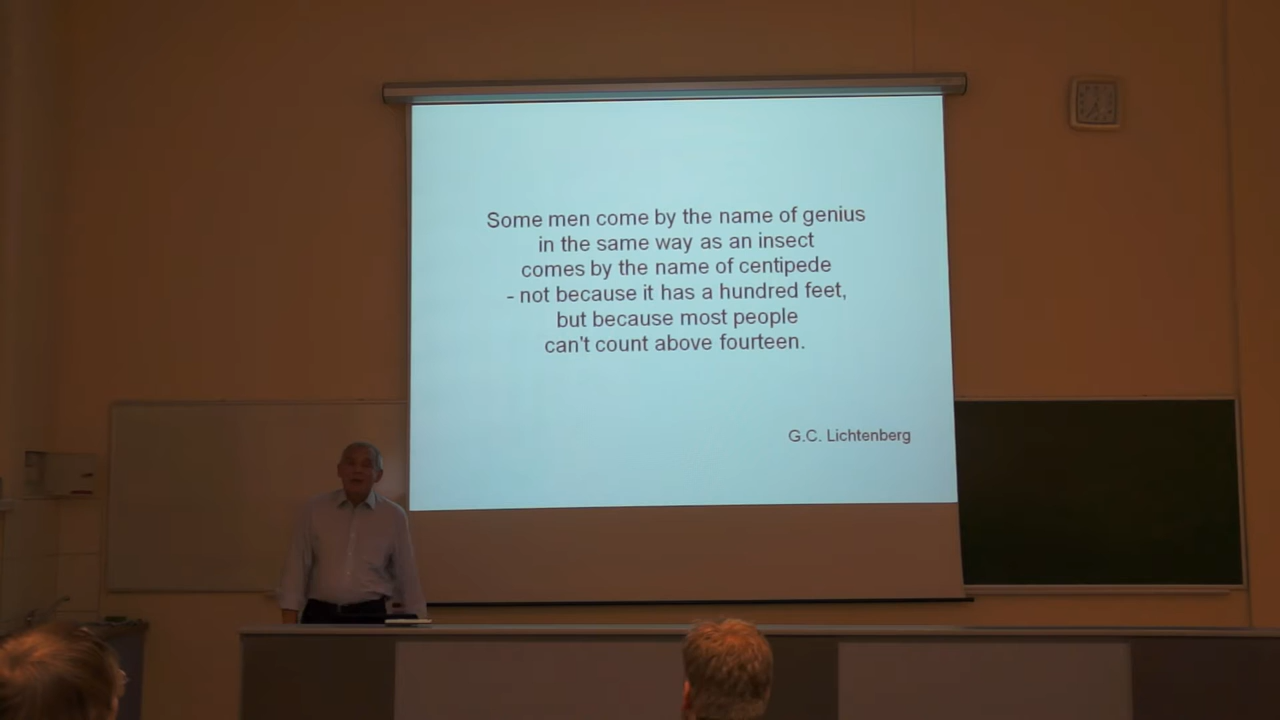 Some men come by the name of genius
in the same way as an insect
comes by the name of centipede
- not because it has a hundred feet,
but because most people
can't count above fourteen.
G.C. Lichtenberg